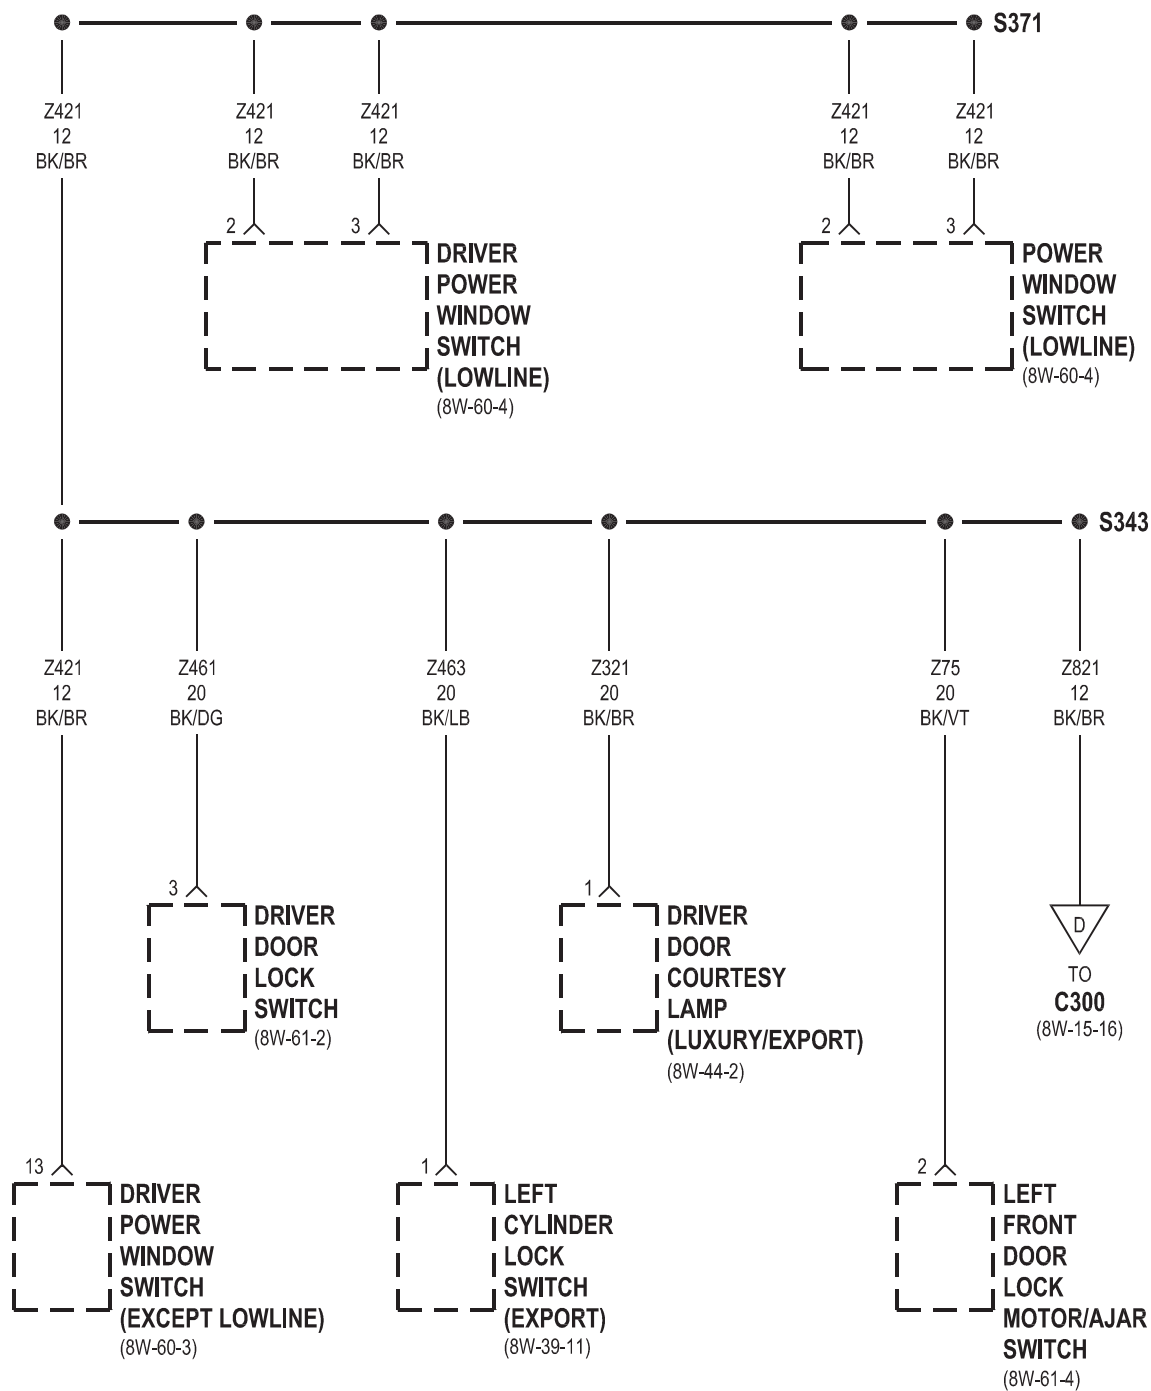 S371
Z421
12
BK/BR
Z421
12
BK/BR
Z421
12
BK/BR
Z421
12
BK/BR
Z421
12
BK/BR
2
3
DRIVER
POWER
WINDOW
SWITCH
(LOWLINE)
(8W-60-4)
2
3
POWER
WINDOW
SWITCH
(LOWLINE)
(8W-60-4)
S343
Z421
12
BK/BR
Z461
20
BK/DG
Z463
20
BK/LB
Z321
20
BK/BR
Z75
20
BK/VT
Z821
12
BK/BR
3
DRIVER
DOOR
LOCK
SWITCH
(8W-61-2)
1
DRIVER
DOOR
COURTESY
LAMP
(LUXURY/EXPORT)
(8W-44-2)
D
TO
C300
(8W-15-16)
13
DRIVER
POWER
WINDOW
SWITCH
(EXCEPT LOWLINE)
(8W-60-3)
1
LEFT
CYLINDER
LOCK
SWITCH
(EXPORT)
(8W-39-11)
2
LEFT
FRONT
DOOR
LOCK
MOTOR/AJAR
SWITCH
(8W-61-4)